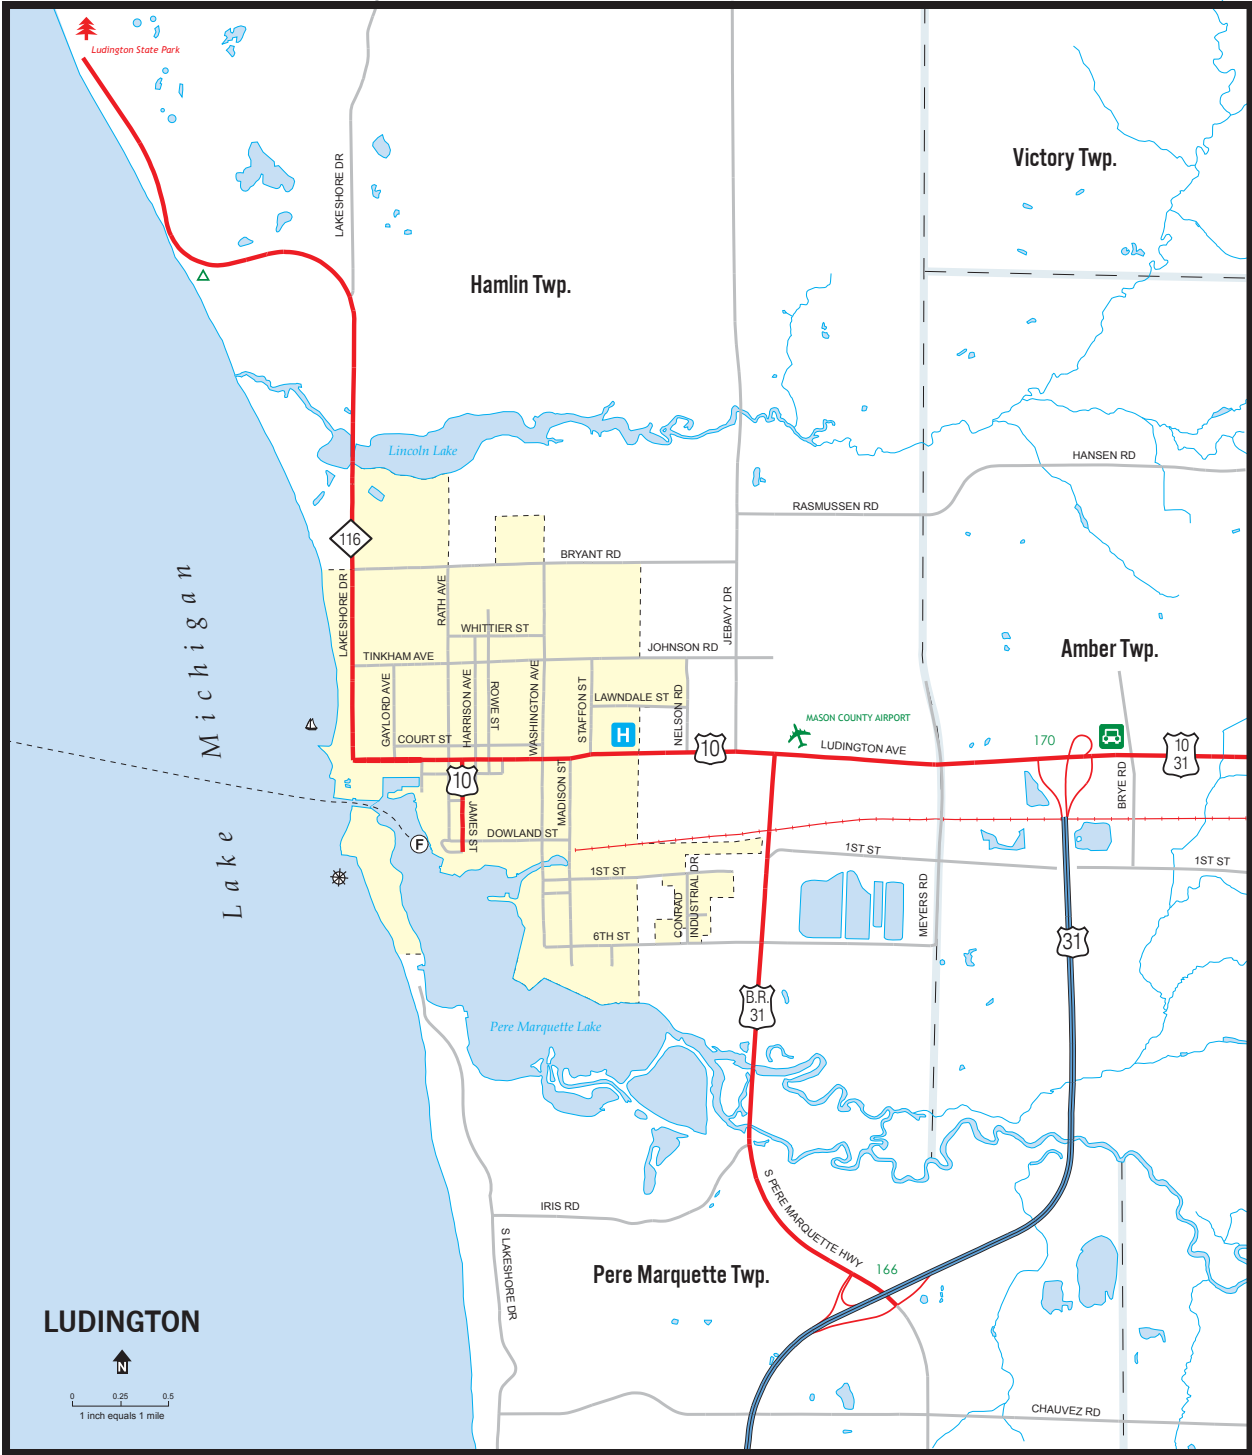 Ludington State Park
LAKESHORE DR
Victory Twp.
Hamlin Twp.
Lincoln Lake
HANSEN RD
RASMUSSEN RD
116
BRYANT RD
LAKESHORE DR
RATH AVE
JEBAVY DR
WHITTIER ST
JOHNSON RD
TINKHAM AVE
Amber Twp.
GAYLORD AVE
HARRISON AVE
ROWE ST
WASHINGTON AVE
STAFFON ST
LAWNDALE ST
NELSON RD
COURT ST
H
10
MASON COUNTY AIRPORT
LUDINGTON AVE
170
10
31
Lake Michigan
10
MADISON ST
JAMES ST
DOWLAND ST
BRYE RD
F
1ST ST
1ST ST
1ST ST
CONRAD
INDUSTRIAL DR
MEYERS RD
6TH ST
31
B.R.
31
Pere Marquette Lake
S PERE MARQUETTE HWY
IRIS RD
S LAKESHORE DR
166
Pere Marquette Twp.
LUDINGTON
N
0 0.25 0.5
1 inch equals 1 mile
CHAUVEZ RD